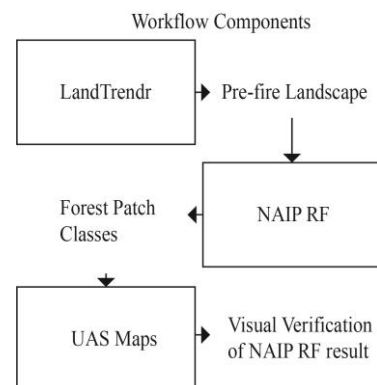 Workflow Components
LandTrendr
Pre-fire Landscape
NAIP RF
Forest Patch
Classes
UAS Maps
Visual Verification
of NAIP RF result